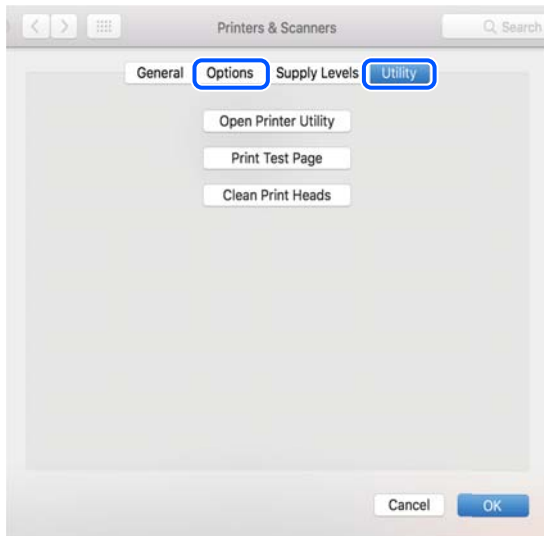 Printers & Scanners Search
General Options Supply Levels Utility
Open Printer Utility
Print Test Page
Clean Print Heads
Cancel OK